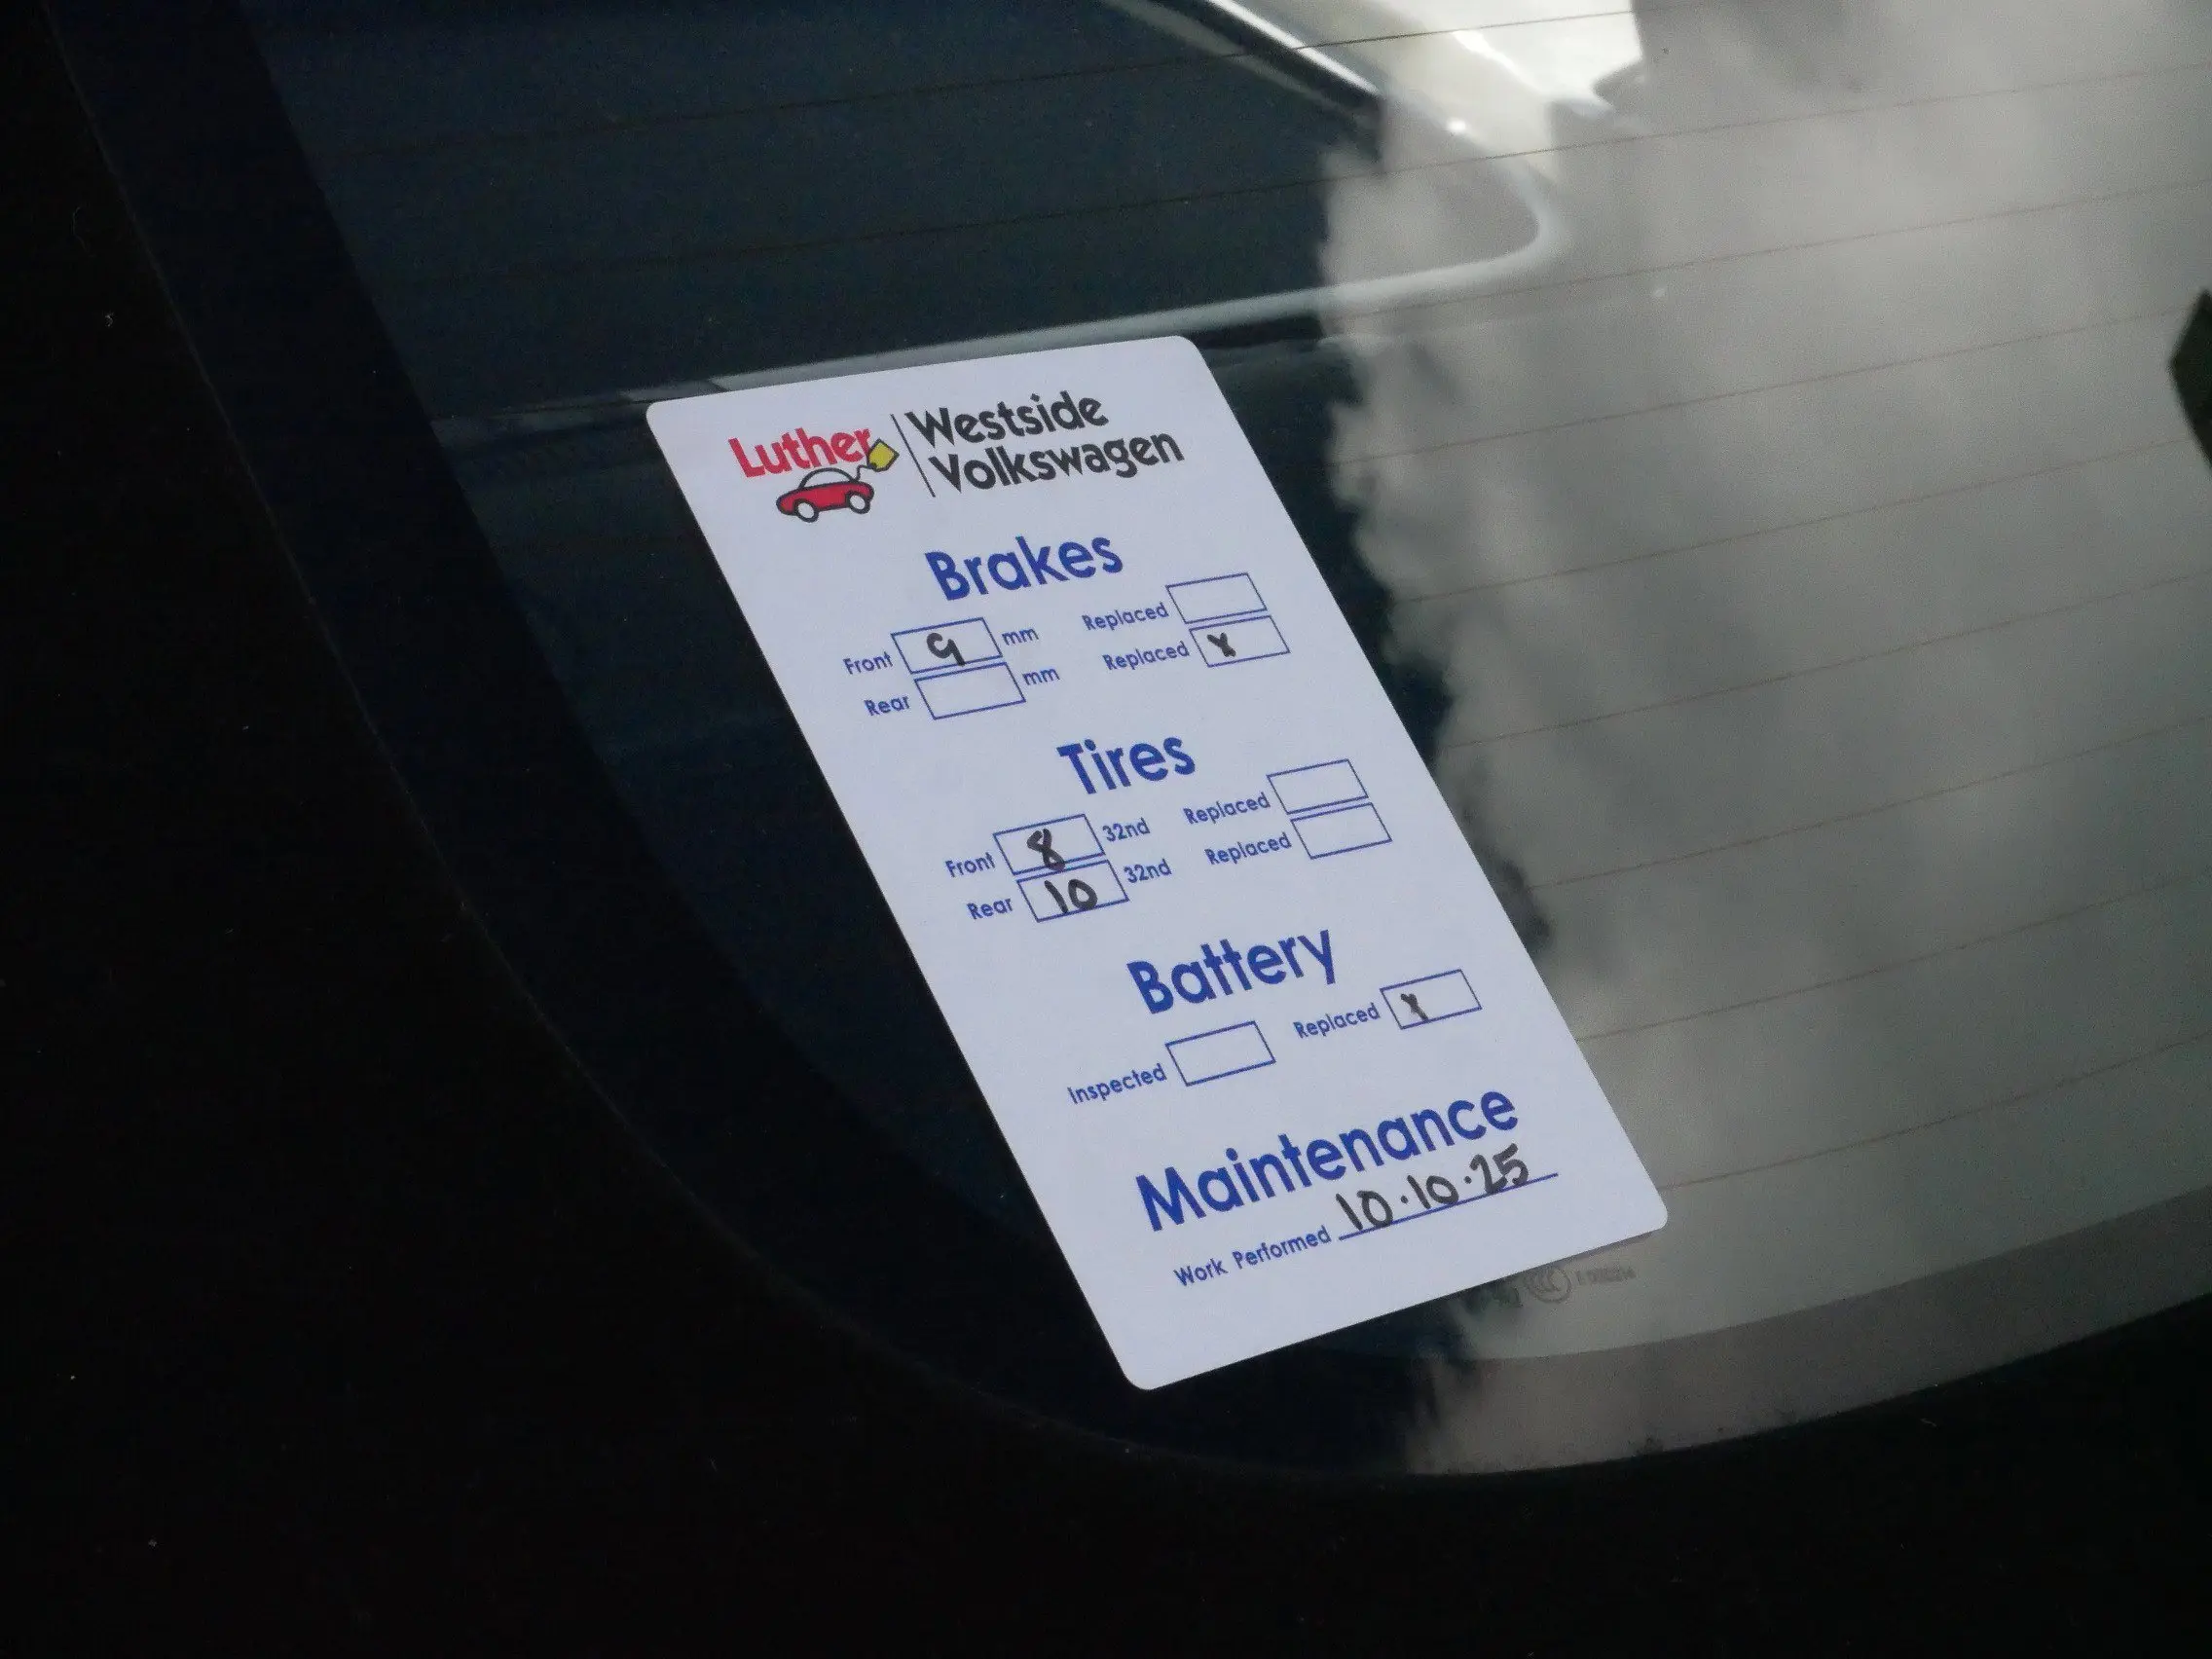 Luther Westside
Volkswagen
Brakes
Front 9 mm Replaced
Rear mm Replaced x
Tires
Front 8 32nd Replaced
Rear 10 32nd Replaced
Battery
Inspected Replaced x
Maintenance
Work Performed 10.10.25
CCC